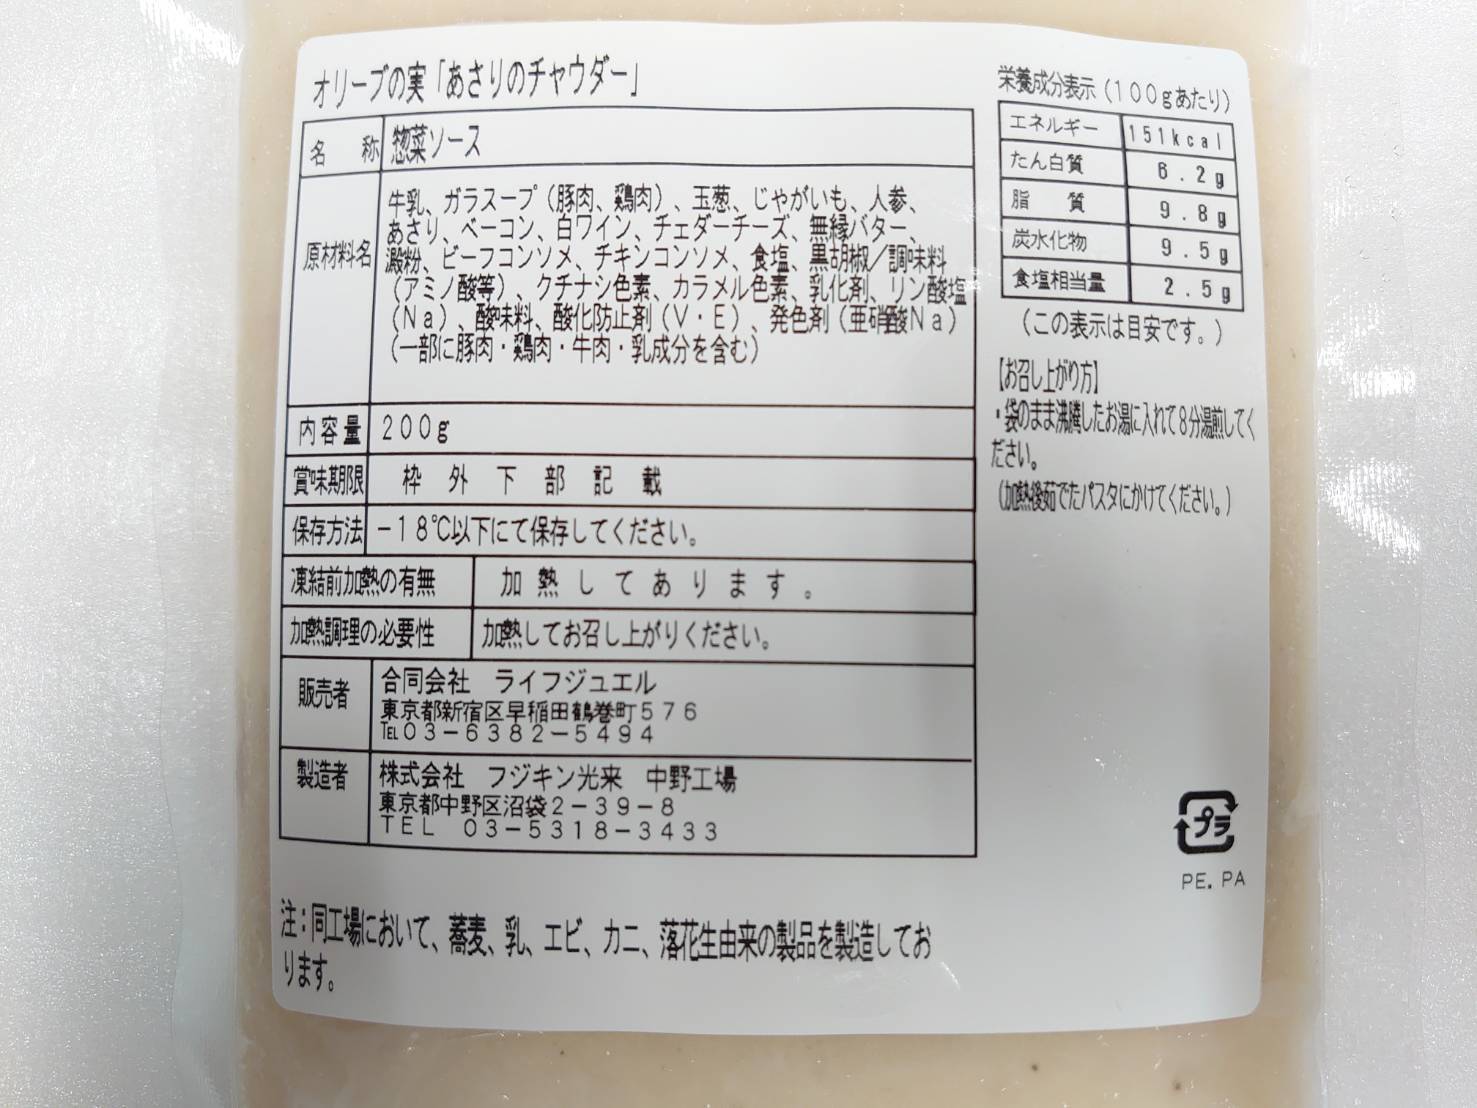 オリーブの実「あさりのチャウダー」
名　称 惣菜ソース
原材料名 牛乳、ガラスープ（豚肉、鶏肉）、玉葱、じゃがいも、人参、
あさり、ベーコン、白ワイン、チェダーチーズ、無縁バター、
澱粉、ビーフコンソメ、チキンコンソメ、食塩、黒胡椒／調味料
（アミノ酸等）、クチナシ色素、カラメル色素、乳化剤、リン酸塩
（Ｎａ）、酸味料、酸化防止剤（Ｖ・Ｅ）、発色剤（亜硝酸Ｎａ）
（一部に豚肉・鶏肉・牛肉・乳成分を含む）
内容量 200g
賞味期限 枠外下部記載
保存方法 －18℃以下にて保存してください。
凍結前加熱の有無 加熱してあります。
加熱調理の必要性 加熱してお召し上がりください。
販売者 合同会社　ライフジュエル
東京都新宿区早稲田鶴巻町５７６
℡０３－６３８２－５４９４
製造者 株式会社　フジキン光来　中野工場
東京都中野区沼袋２－３９－８
ＴＥＬ　０３－５３１８－３４３３
注：同工場において、蕎麦、乳、エビ、カニ、落花生由来の製品を製造してお
ります。
栄養成分表示（１００ｇあたり）
エネルギー 151kcal
たん白質 6.2g
脂　質 9.8g
炭水化物 9.5g
食塩相当量 2.5g
（この表示は目安です。）
【お召し上がり方】
・袋のまま沸騰したお湯に入れて８分湯煎してく
ださい。
（加熱後茹でたパスタにかけてください。）
プラ
PE. PA